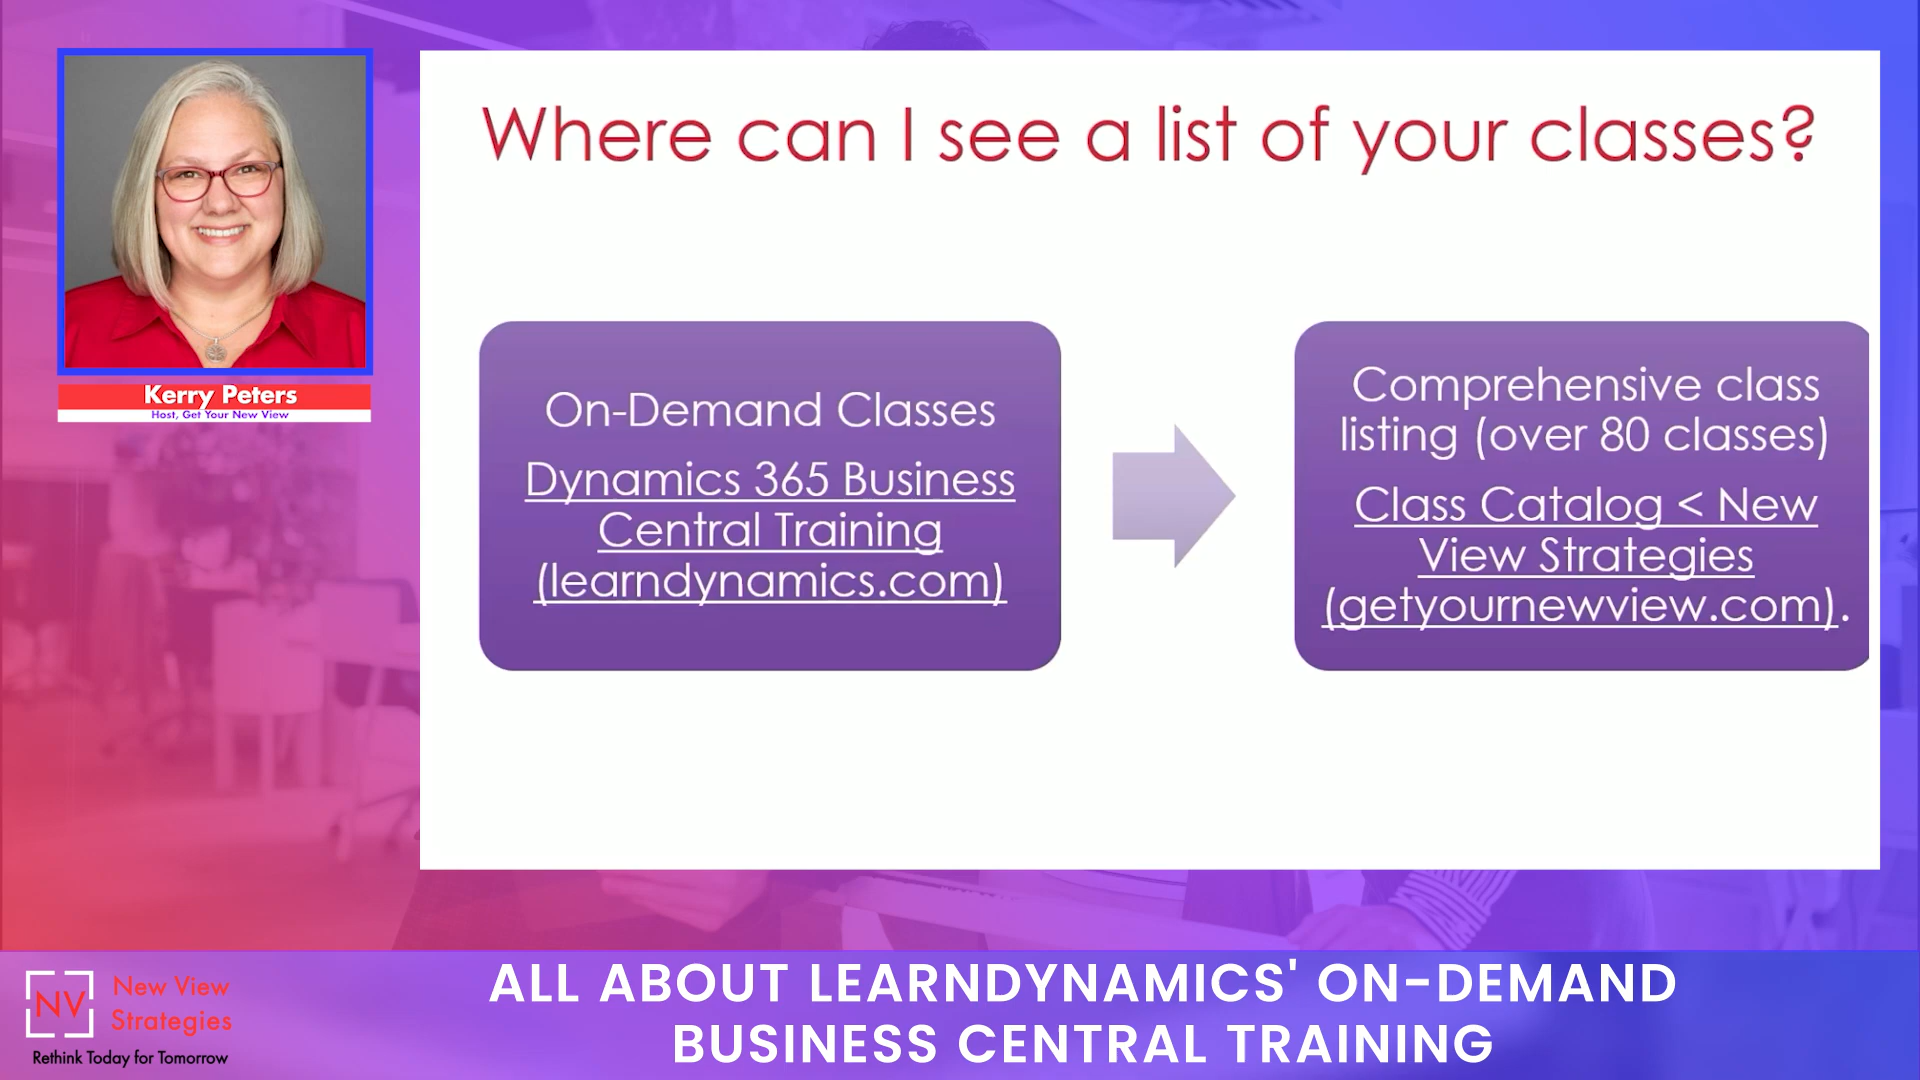 Where can I see a list of your classes?
Kerry Peters
Host, Get Your New View
On-Demand Classes
Dynamics 365 Business
Central Training
(learndynamics.com)
Comprehensive class
listing (over 80 classes)
Class Catalog < New
View Strategies
(getyournewview.com).
NV
New View
Strategies
Rethink Today for Tomorrow
ALL ABOUT LEARNDYNAMICS' ON-DEMAND
BUSINESS CENTRAL TRAINING